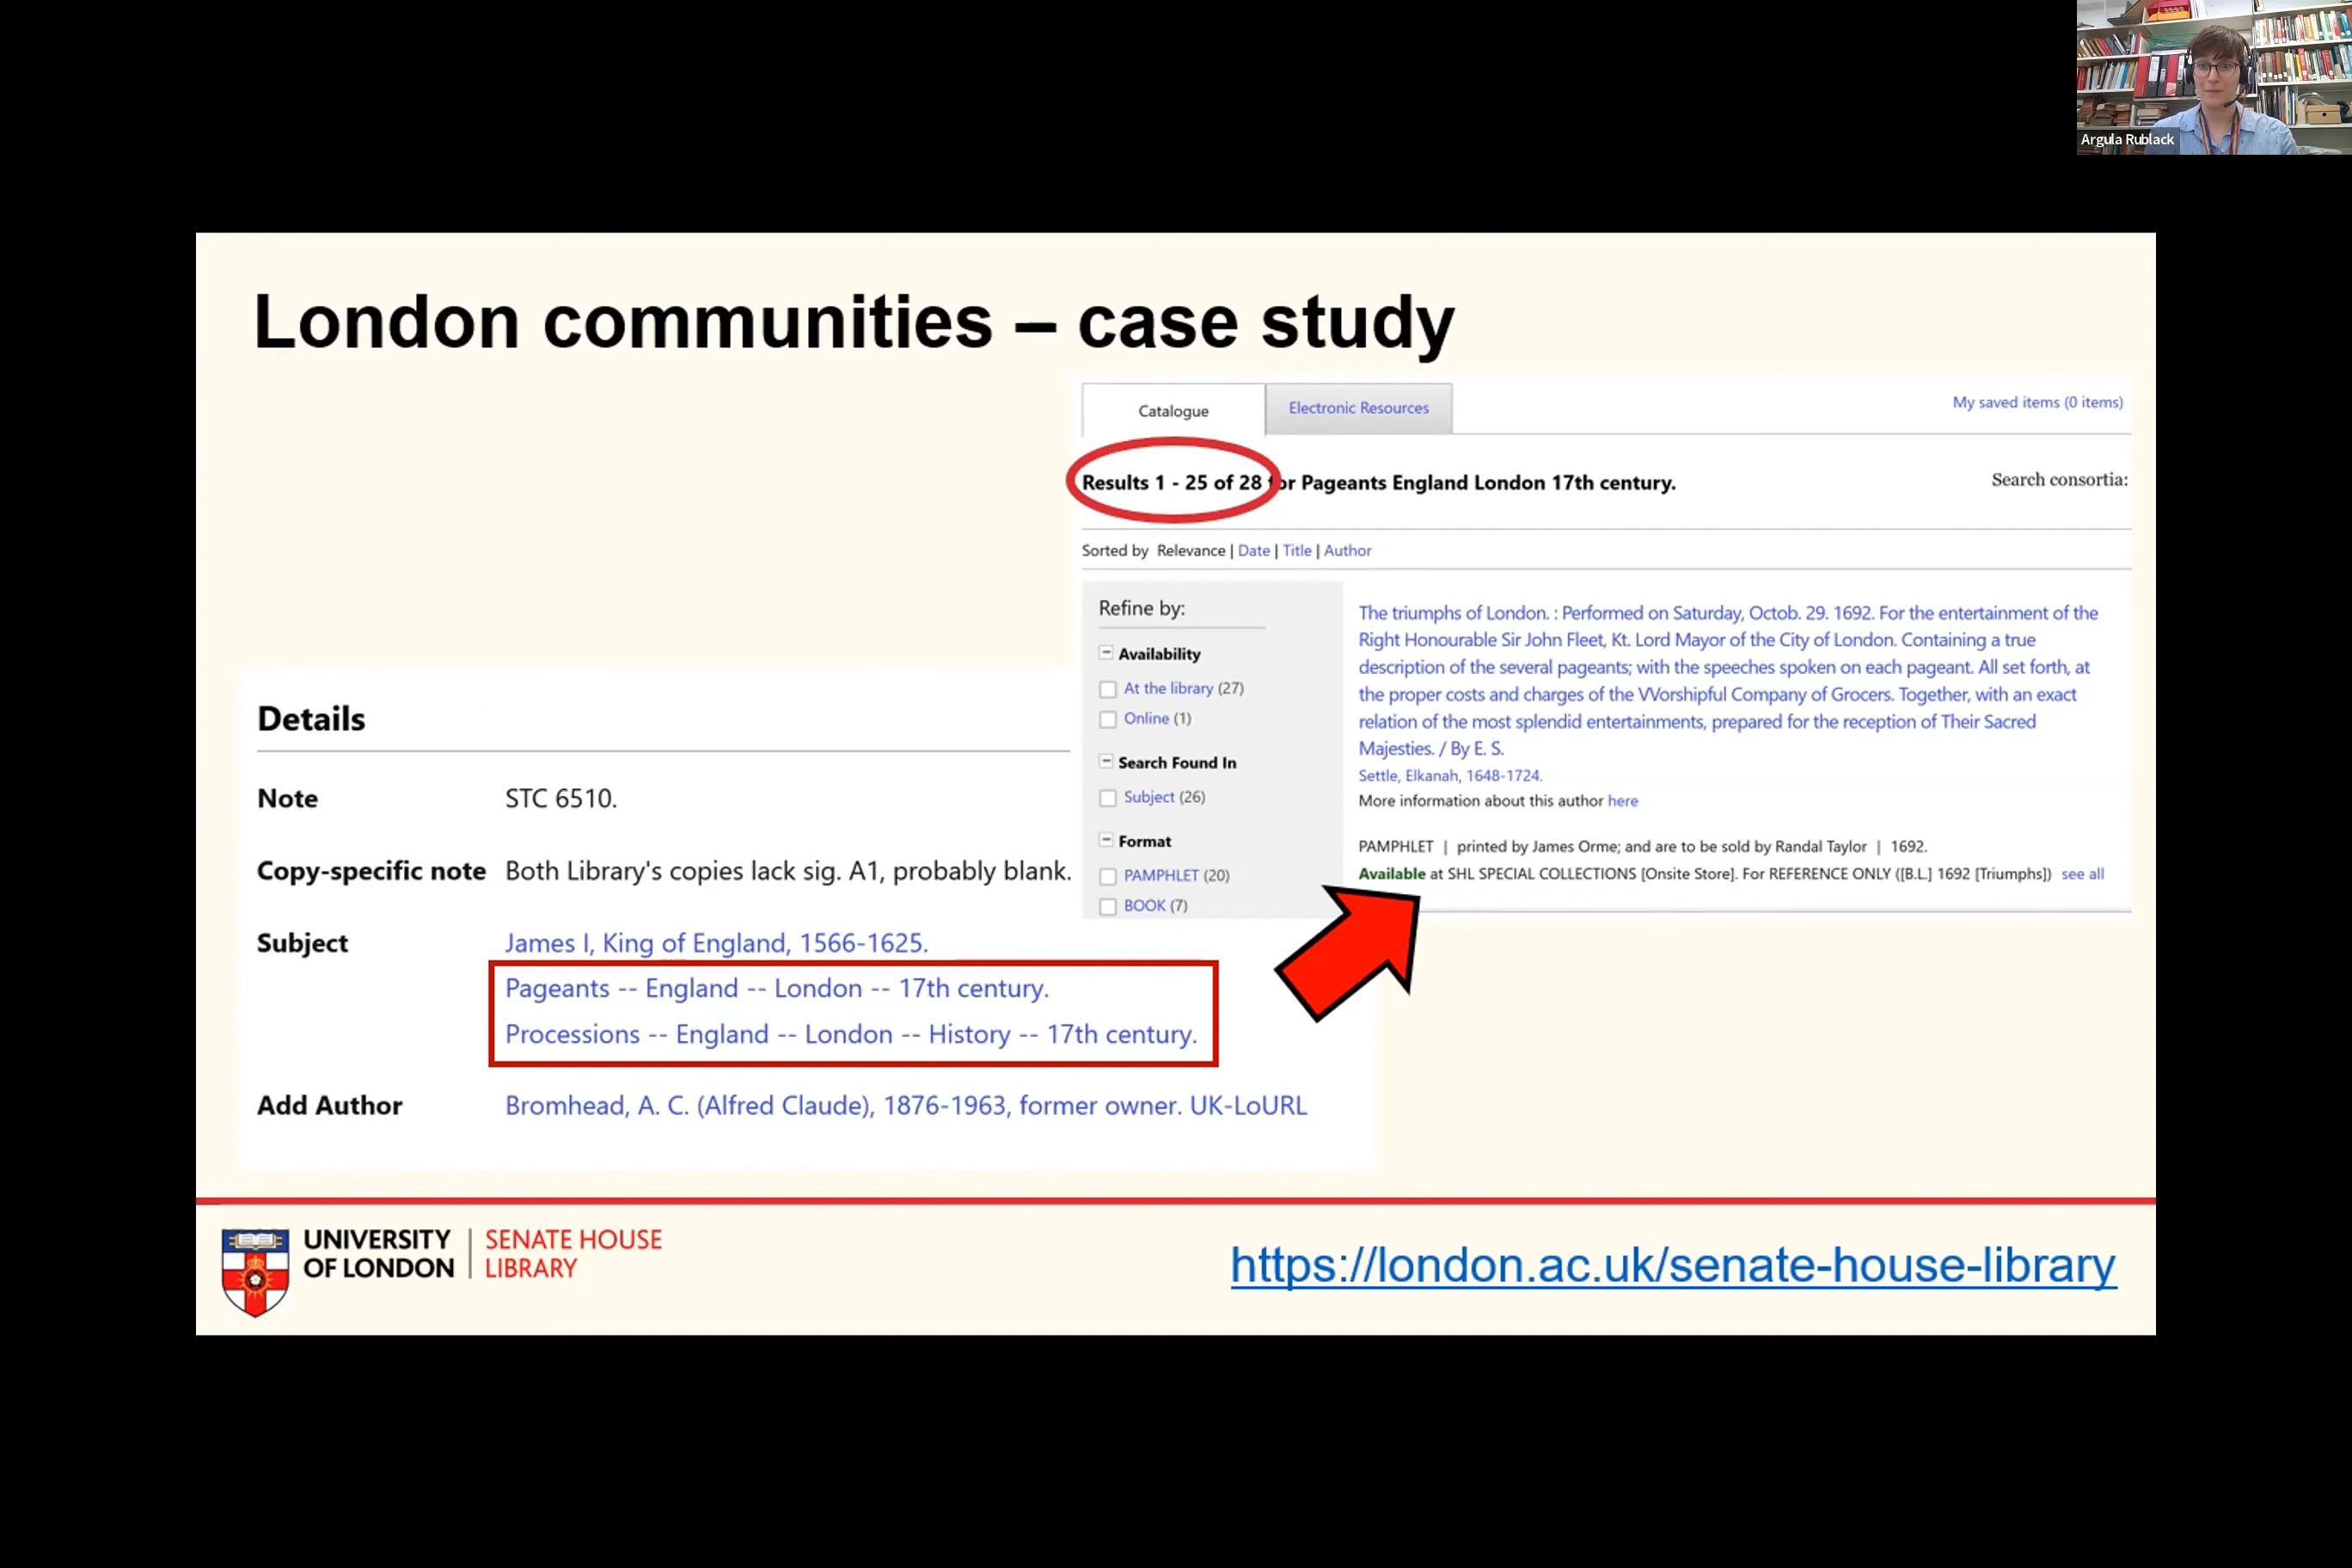 Argula Rublack
London communities – case study
Catalogue
Electronic Resources
My saved items (0 items)
Results 1 - 25 of 28 for Pageants England London 17th century.
Search consortia:
Sorted by Relevance | Date | Title | Author
Refine by:
Availability
At the library (27)
Online (1)
Search Found In
Subject (26)
Format
PAMPHLET (20)
BOOK (7)
The triumphs of London. : Performed on Saturday, Octob. 29. 1692. For the entertainment of the
Right Honourable Sir John Fleet, Kt. Lord Mayor of the City of London. Containing a true
description of the several pageants; with the speeches spoken on each pageant. All set forth, at
the proper costs and charges of the VVorshipful Company of Grocers. Together, with an exact
relation of the most splendid entertainments, prepared for the reception of Their Sacred
Majesties. / By E. S.
Settle, Elkanah, 1648-1724.
More information about this author here
PAMPHLET | printed by James Orme; and are to be sold by Randal Taylor | 1692.
Available at SHL SPECIAL COLLECTIONS [Onsite Store]. For REFERENCE ONLY ([B.L.] 1692 [Triumphs]) see all
Details
Note STC 6510.
Copy-specific note Both Library's copies lack sig. A1, probably blank.
Subject James I, King of England, 1566-1625.
Pageants -- England -- London -- 17th century.
Processions -- England -- London -- History -- 17th century.
Add Author Bromhead, A. C. (Alfred Claude), 1876-1963, former owner. UK-LoURL
UNIVERSITY
OF LONDON
SENATE HOUSE
LIBRARY
https://london.ac.uk/senate-house-library